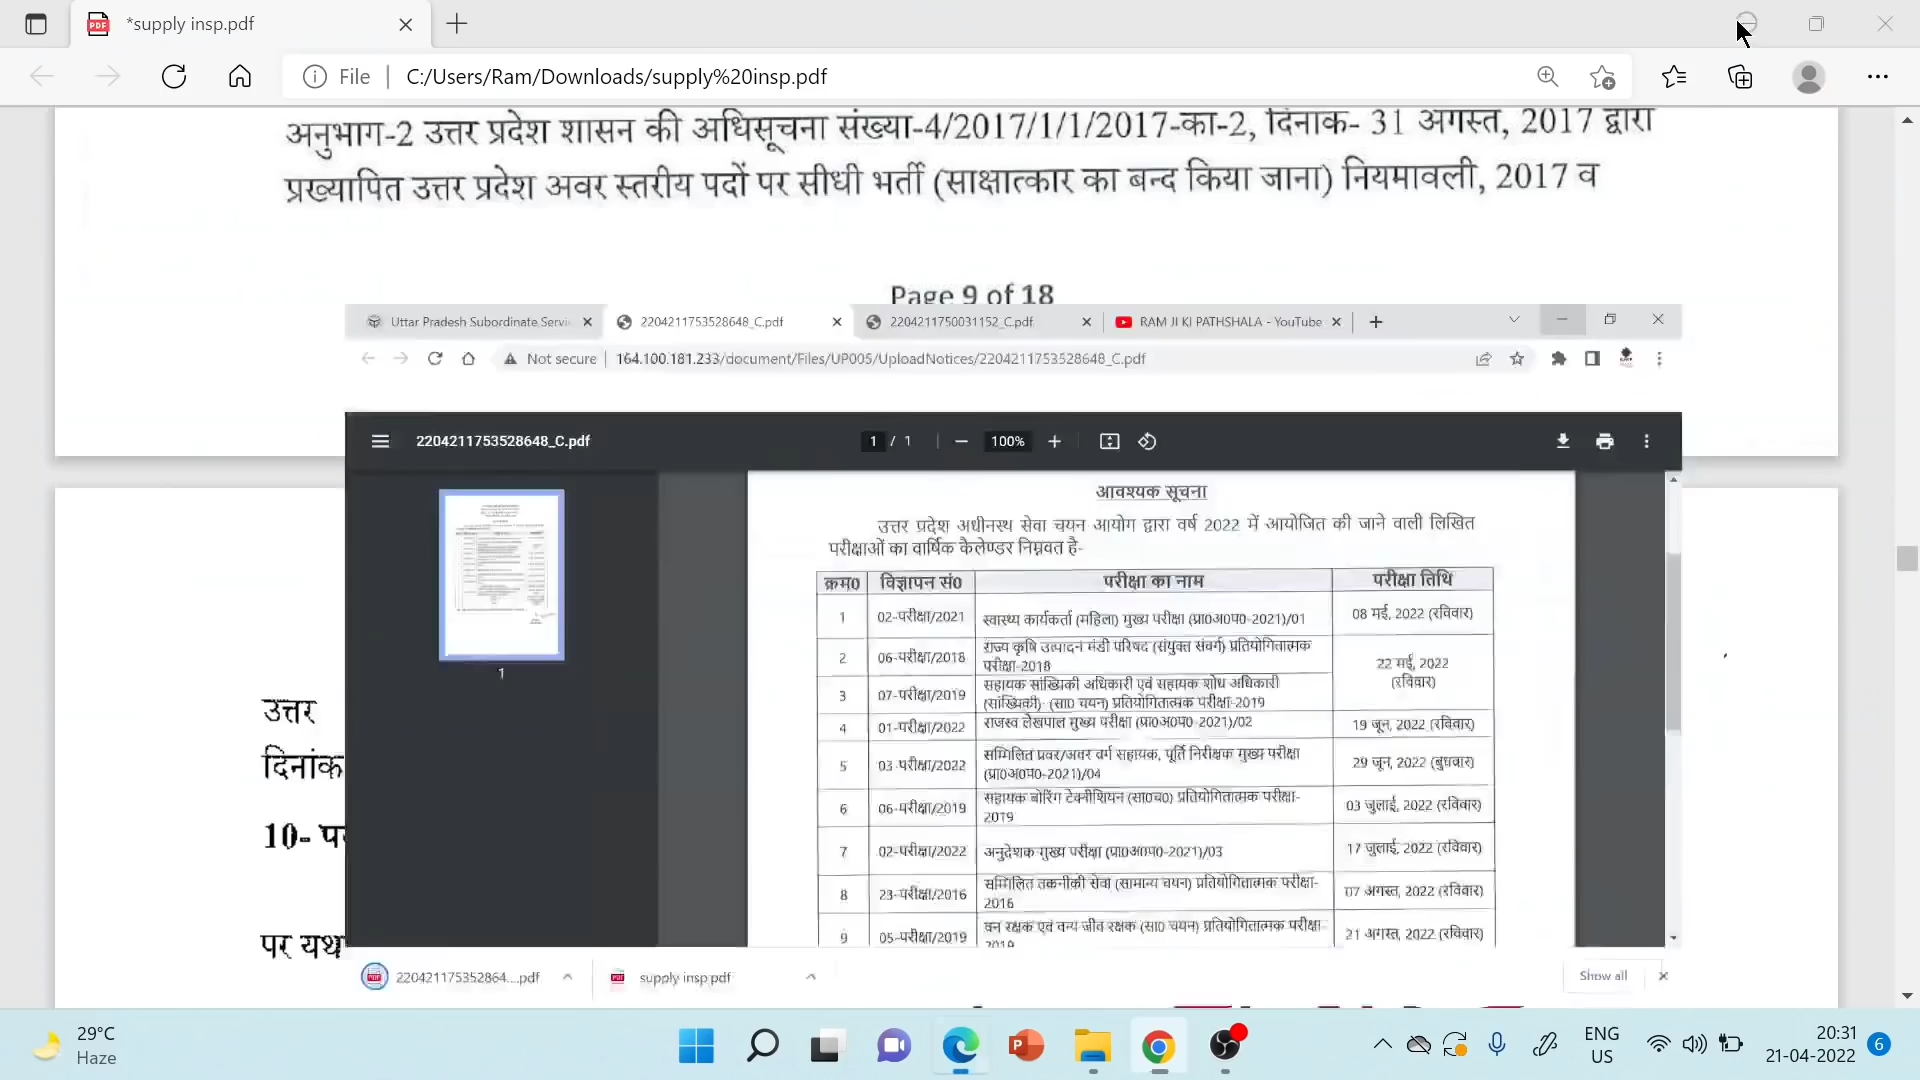 *supply insp.pdf
File
C:/Users/Ram/Downloads/supply%20insp.pdf
अनुभाग-2 उत्तर प्रदेश शासन की अधिसूचना संख्या-4/2017/1/1/2017-का-2, दिनाक- 31 अगस्त, 2017 द्वारा
प्रख्यापित उत्तर प्रदेश अवर स्तरीय पदों पर सीधी भर्ती (साक्षात्कार का बन्द किया जाना) नियमावली, 2017 व
Page 9 of 18
Uttar Pradesh Subordinate Servi
2204211753528648_C.pdf
2204211750031152_C.pdf
RAM JI KI PATHSHALA - YouTube
Not secure
164.100.181.233/document/Files/UP005/UploadNotices/2204211753528648_C.pdf
2204211753528648_C.pdf
1 / 1
100%
1
आवश्यक सूचना
उत्तर प्रदेश अधीनस्थ सेवा चयन आयोग द्वारा वर्ष 2022 में आयोजित की जाने वाली लिखित
परीक्षाओं का वार्षिक कैलेण्डर निम्नवत है-
क्रम0 विज्ञापन सं0 परीक्षा का नाम परीक्षा तिथि
1 02-परीक्षा/2021 स्वास्थ्य कार्यकर्ता (महिला) मुख्य परीक्षा (प्रा0अ0प0-2021)/01 08 मई, 2022 (रविवार)
2 06-परीक्षा/2018 राज्य कृषि उत्पादन मंडी परिषद (संयुक्त संवर्ग) प्रतियोगितात्मक
परीक्षा-2018
22 मई, 2022
(रविवार)
3 07-परीक्षा/2019 सहायक सांख्यिकी अधिकारी एवं सहायक शोध अधिकारी
(सांख्यिकी) (सा0 चयन) प्रतियोगितात्मक परीक्षा-2019
4 01-परीक्षा/2022 राजस्व लेखपाल मुख्य परीक्षा (प्रा0अ0प0-2021)/02 19 जून, 2022 (रविवार)
5 03-परीक्षा/2022 सम्मिलित प्रवर/अवर वर्ग सहायक, पूर्ति निरीक्षक मुख्य परीक्षा
(प्रा0अ0प0-2021)/04
29 जून, 2022 (बुधवार)
6 06-परीक्षा/2019 सहायक बोरिंग टेक्नीशियन (सा0च0) प्रतियोगितात्मक परीक्षा-
2019
03 जुलाई, 2022 (रविवार)
7 02-परीक्षा/2022 अनुदेशक मुख्य परीक्षा (प्रा0अ0प0-2021)/03 17 जुलाई, 2022 (रविवार)
8 23-परीक्षा/2016 सम्मिलित तकनीकी सेवा (सामान्य चयन) प्रतियोगितात्मक परीक्षा-
2016
07 अगस्त, 2022 (रविवार)
9 05-परीक्षा/2019 वन रक्षक एवं वन्य जीव रक्षक (सा0 चयन) प्रतियोगितात्मक परीक्षा-
2019
21 अगस्त, 2022 (रविवार)
उत्तर
दिनांक
10- 
पर
220421175352864....pdf
supply insp.pdf
Show all
29°C
Haze
ENG
US
20:31
21-04-2022
6